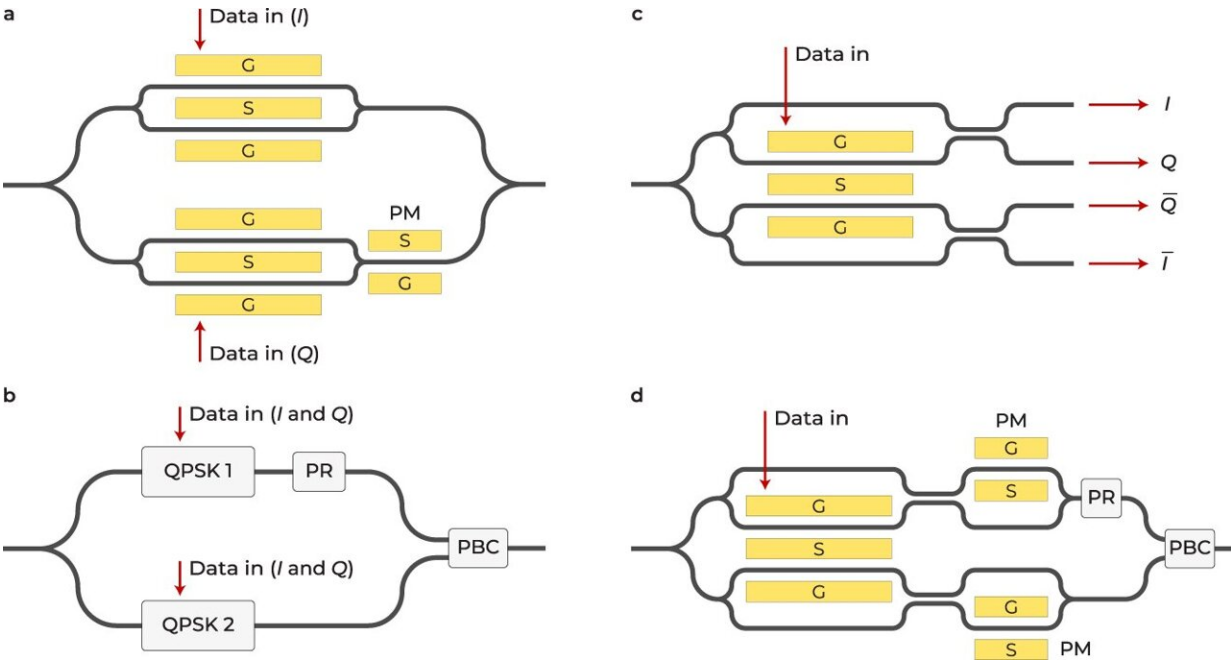 a
Data in (I)
G
S
G
G
PM
S
S
G
G
Data in (Q)
b
Data in (I and Q)
QPSK 1
PR
PBC
Data in (I and Q)
QPSK 2
c
Data in
I
G
Q
S
Q̅
G
I̅
d
Data in
PM
G
S
PR
G
S
PBC
G
G
S
PM